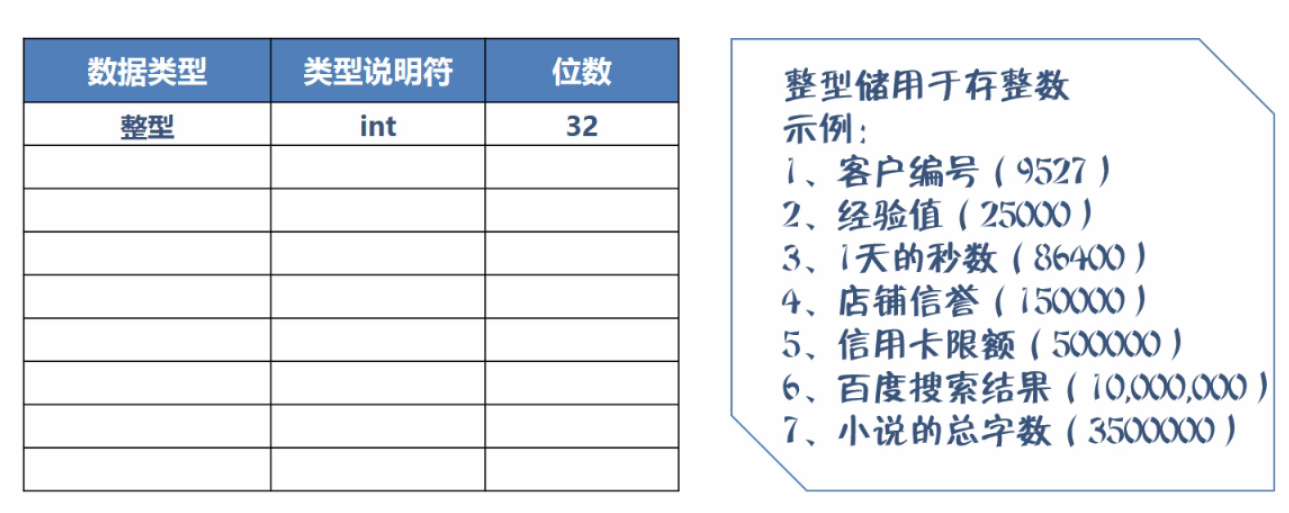 数据类型 类型说明符 位数
整型 int 32
整型储用于存整数
示例：
1、客户编号（9527）
2、经验值（25000）
3、1天的秒数（86400）
4、店铺信誉（150000）
5、信用卡限额（500000）
6、百度搜索结果（10,000,000）
7、小说的总字数（3500000）